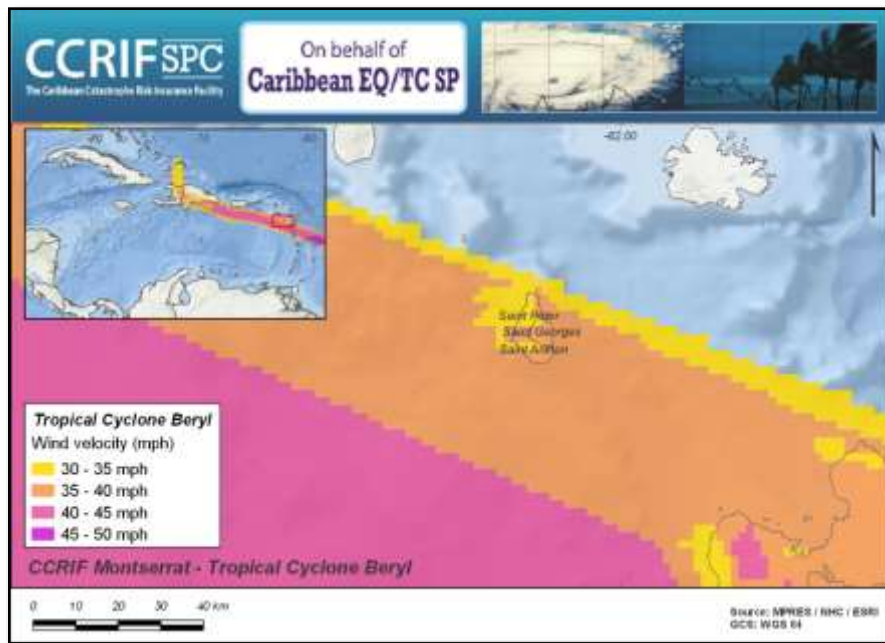 CCRIF SPC
The Caribbean Catastrophe Risk Insurance Facility
On behalf of
Caribbean EQ/TC SP
-62.00
Saint Peter
Saint Georges
Saint Anthon
Tropical Cyclone Beryl
Wind velocity (mph)
30 - 35 mph
35 - 40 mph
40 - 45 mph
45 - 50 mph
CCRIF Montserrat - Tropical Cyclone Beryl
0 10 20 30 40 km
Source: MPRES / NHC / ESRI
GCS: WGS 84